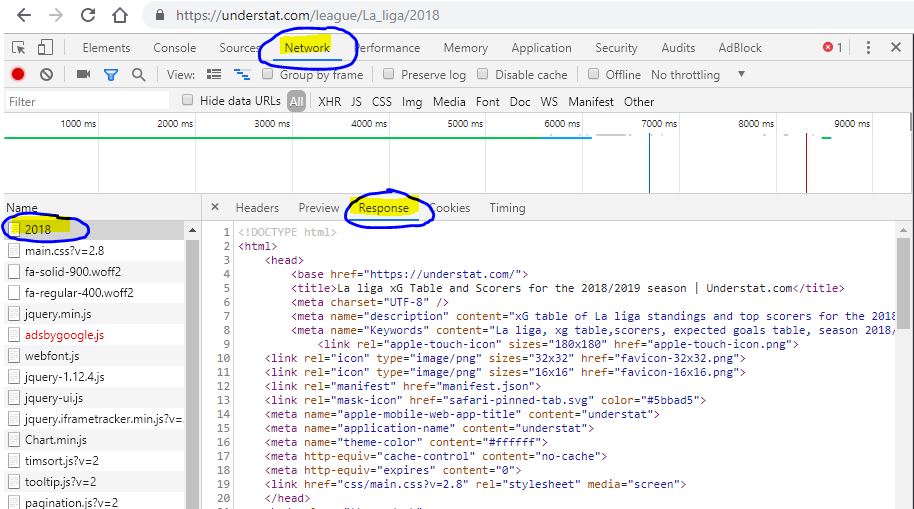 https://understat.com/league/La_liga/2018
Elements Console Sources Network Performance Memory Application Security Audits AdBlock 1
View: Group by frame Preserve log Disable cache Offline No throttling
Filter Hide data URLs All XHR JS CSS Img Media Font Doc WS Manifest Other
1000 ms 2000 ms 3000 ms 4000 ms 5000 ms 6000 ms 7000 ms 8000 ms 9000 ms
Name
2018
main.css?v=2.8
fa-solid-900.woff2
fa-regular-400.woff2
jquery.min.js
adsbygoogle.js
webfont.js
jquery-1.12.4.js
jquery-ui.js
jquery.iframetracker.min.js?v=..
Chart.min.js
timsort.js?v=2
tooltip.js?v=2
pagination.js?v=2
Headers Preview Response Cookies Timing
1 <!DOCTYPE html>
2 <html>
3 <head>
4 <base href="https://understat.com/">
5 <title>La liga xG Table and Scorers for the 2018/2019 season | Understat.com</title>
6 <meta charset="UTF-8" />
7 <meta name="description" content="xG table of La liga standings and top scorers for the 2018
8 <meta name="Keywords" content="La liga, xg table,scorers, expected goals table, season 2018/
9 <link rel="apple-touch-icon" sizes="180x180" href="apple-touch-icon.png">
10 <link rel="icon" type="image/png" sizes="32x32" href="favicon-32x32.png">
11 <link rel="icon" type="image/png" sizes="16x16" href="favicon-16x16.png">
12 <link rel="manifest" href="manifest.json">
13 <link rel="mask-icon" href="safari-pinned-tab.svg" color="#5bbad5">
14 <meta name="apple-mobile-web-app-title" content="understat">
15 <meta name="application-name" content="understat">
16 <meta name="theme-color" content="#ffffff">
17 <meta http-equiv="cache-control" content="no-cache">
18 <meta http-equiv="expires" content="0">
19 <link href="css/main.css?v=2.8" rel="stylesheet" media="screen">
20 </head>